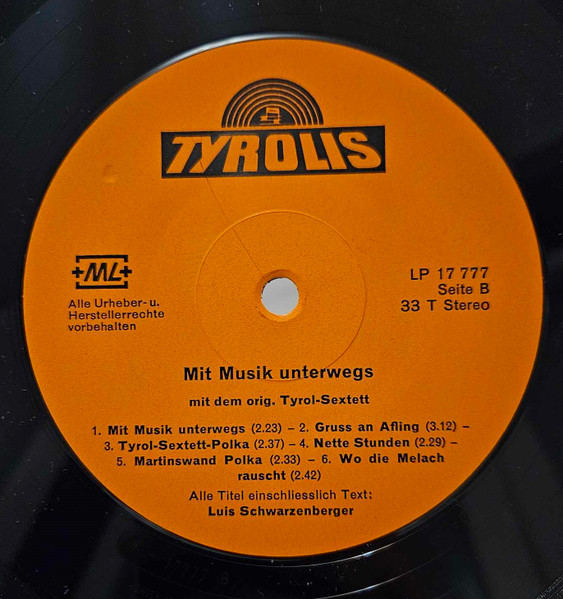 TYROLIS
+ML+
Alle Urheber- u.
Herstellerrechte
vorbehalten
LP 17 777
Seite B
33 T Stereo
Mit Musik unterwegs
mit dem orig. Tyrol-Sextett
1. Mit Musik unterwegs (2.23) – 2. Gruss an Afling (3.12) –
3. Tyrol-Sextett-Polka (2.37) – 4. Nette Stunden (2.29) –
5. Martinswand Polka (2.33) – 6. Wo die Melach
rauscht (2.42)
Alle Titel einschliesslich Text:
Luis Schwarzenberger